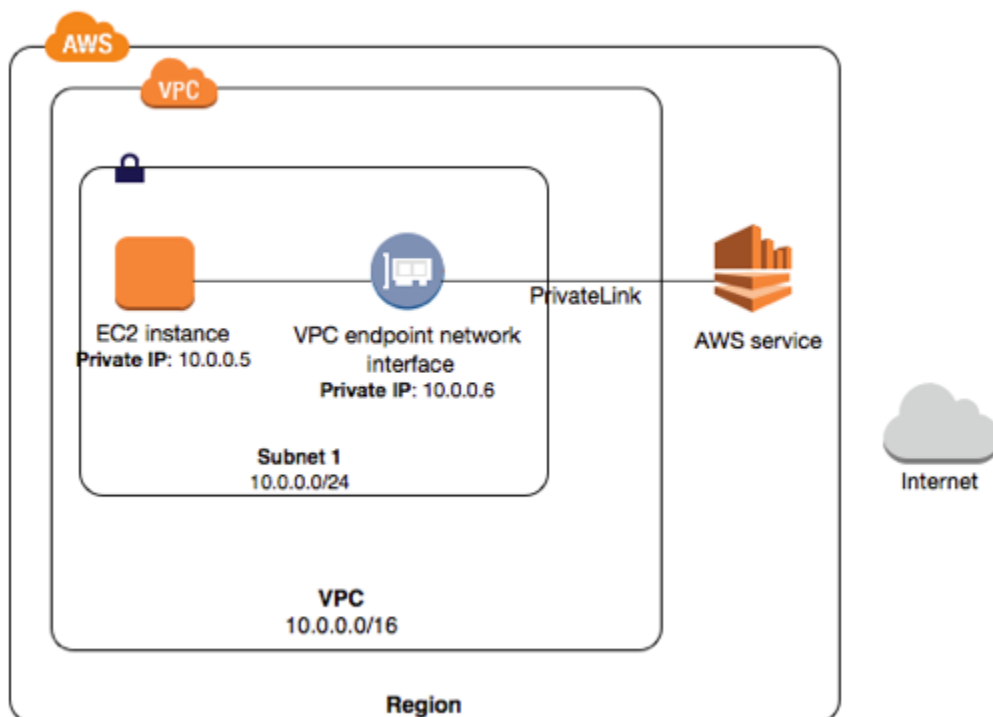 AWS
VPC
EC2 instance
Private IP: 10.0.0.5
VPC endpoint network
interface
Private IP: 10.0.0.6
PrivateLink
AWS service
Subnet 1
10.0.0.0/24
Internet
VPC
10.0.0.0/16
Region